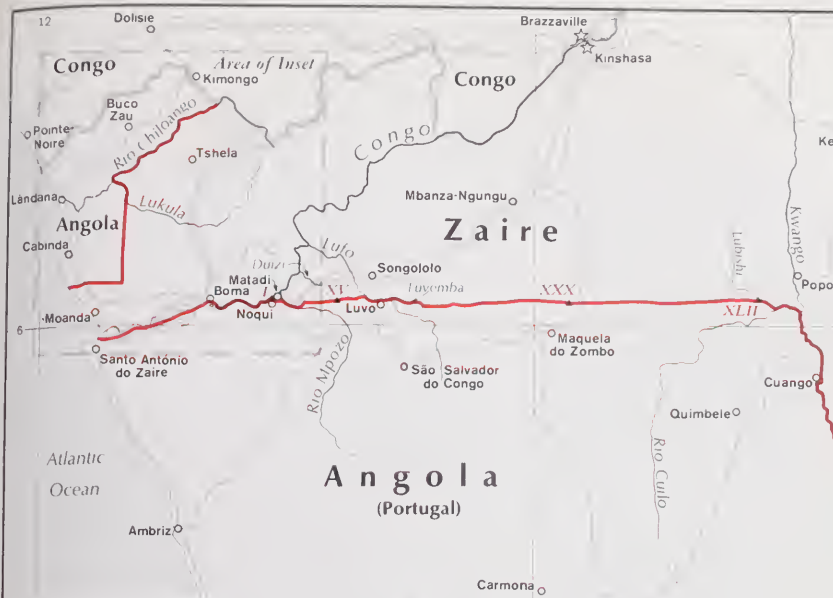 12
Dolisie
Brazzaville
Kinshasa
Congo
Area of Inset
Kimongo
Congo
Buco
Zau
Pointe-
Noire
Rio Chiloango
Tshela
Congo
Ke
Lândana
Lukula
Mbanza-Ngungu
Angola
Zaire
Kwango
Cabinda
Lufo
Duizi
Songololo
Popo
Matadi
Boma
I
XV
Luvemba
XXX
Moanda
Noqui
Luvo
XLII
6
Santo António
do Zaire
Rio Mpozo
Maquela
do Zombo
São Salvador
do Congo
Cuango
Quimbele
Atlantic
Ocean
Angola
(Portugal)
Rio Cuilo
Ambriz
Carmona